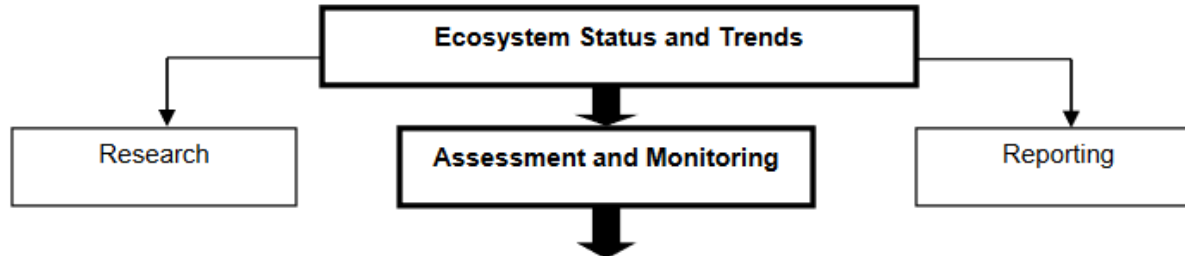 Ecosystem Status and Trends
Research
Assessment and Monitoring
Reporting